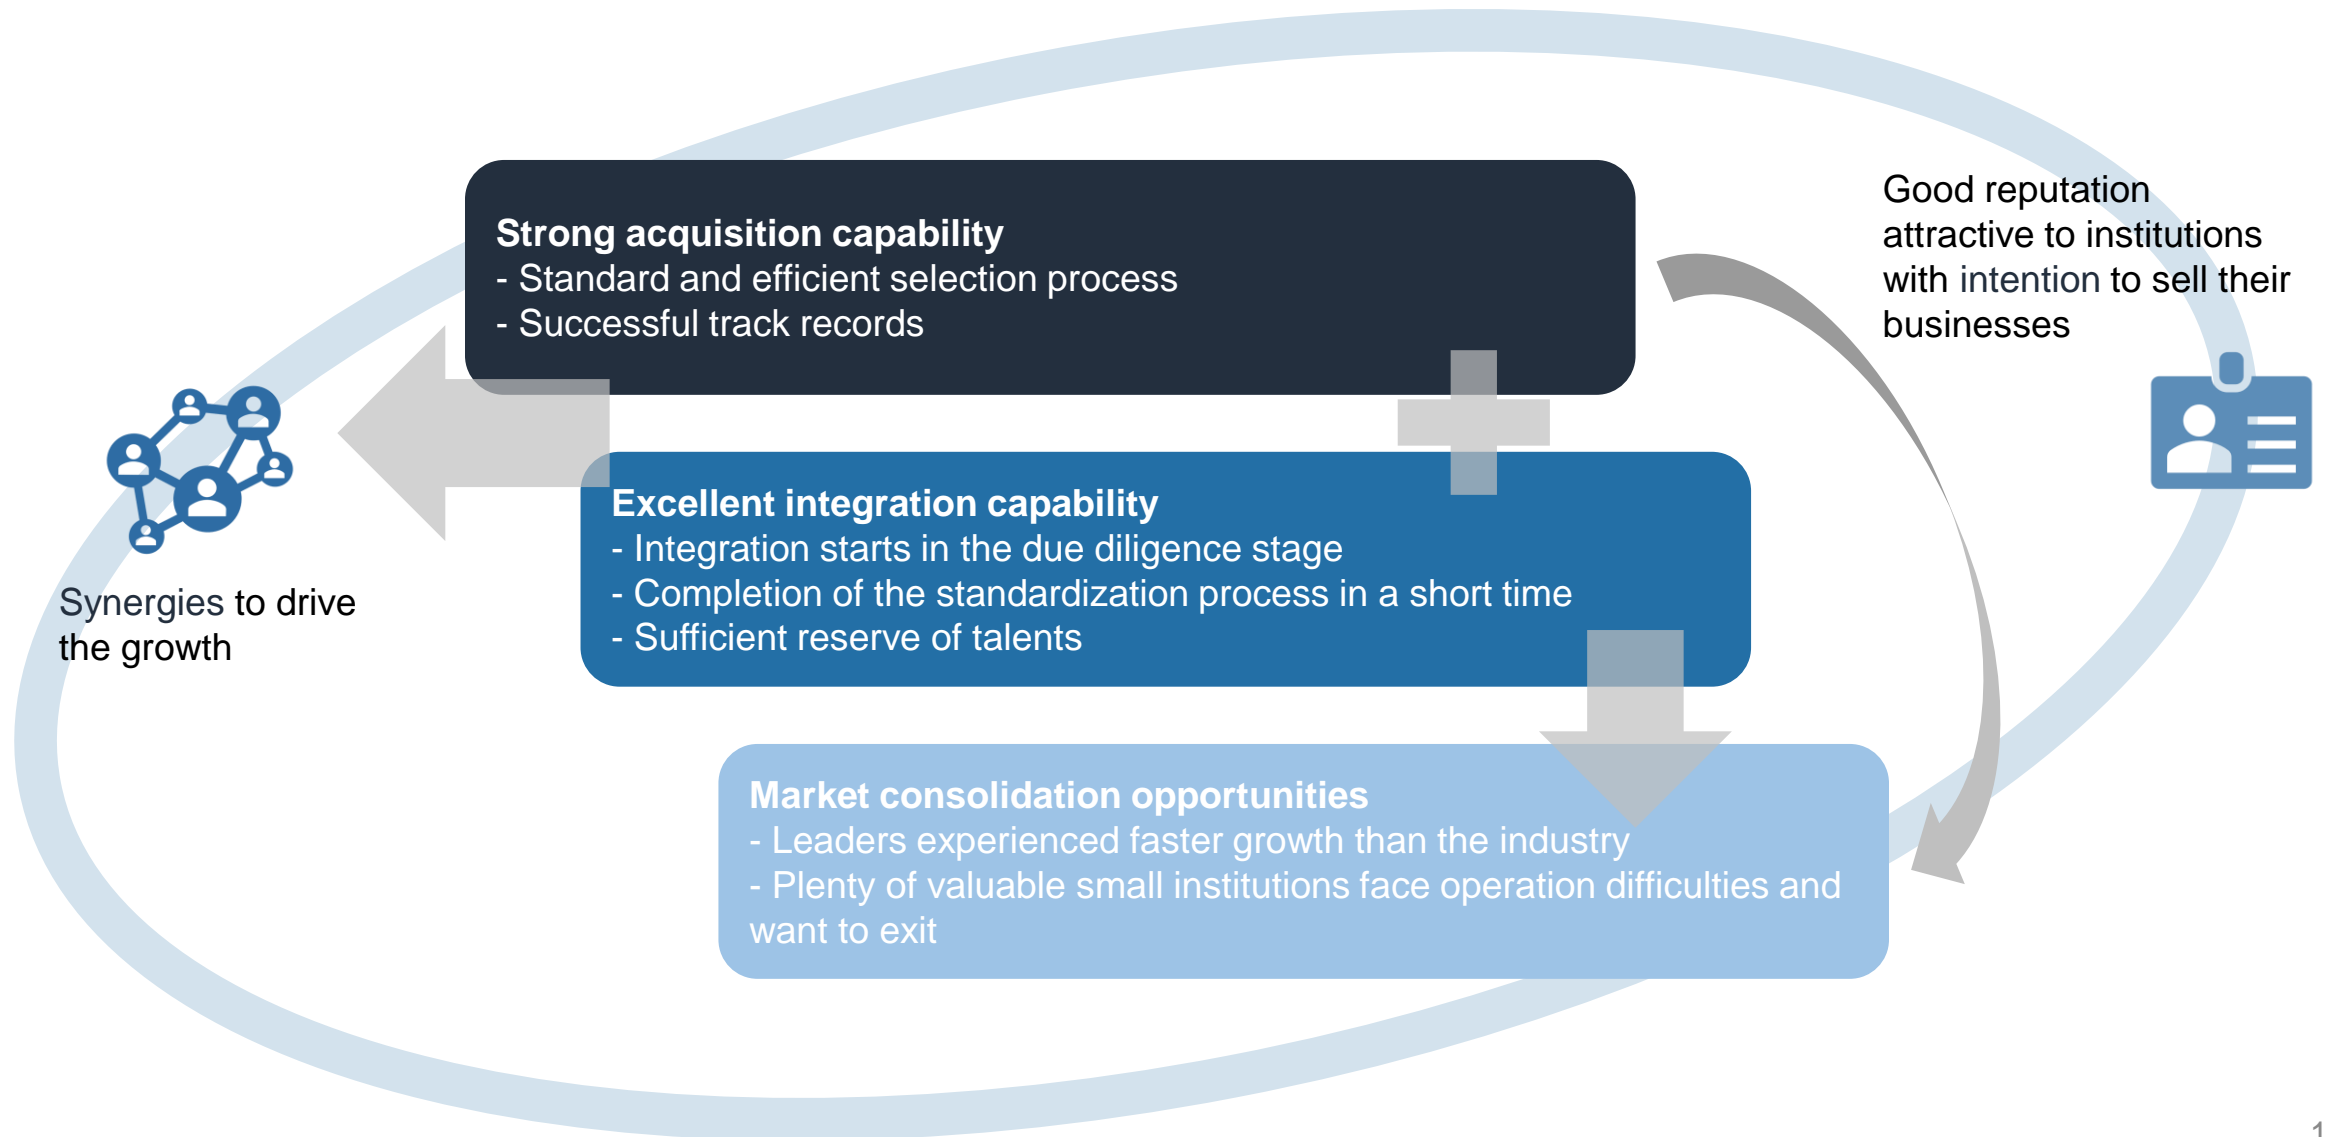 Strong acquisition capability
- Standard and efficient selection process
- Successful track records
Good reputation
attractive to institutions
with intention to sell their
businesses
Excellent integration capability
- Integration starts in the due diligence stage
- Completion of the standardization process in a short time
- Sufficient reserve of talents
Synergies to drive
the growth
Market consolidation opportunities
- Leaders experienced faster growth than the industry
- Plenty of valuable small institutions face operation difficulties and
want to exit